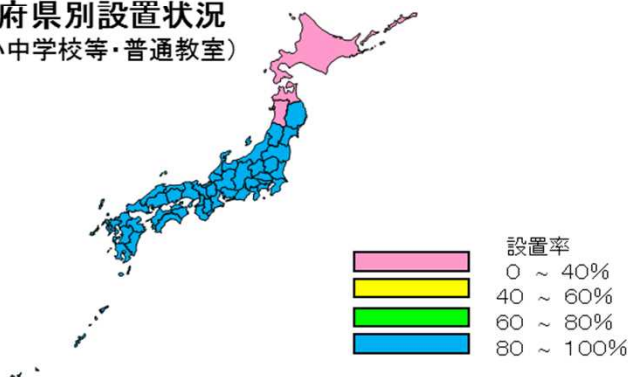 府県別設置状況
小中学校等・普通教室）
設置率
0 ~ 40%
40 ~ 60%
60 ~ 80%
80 ~ 100%